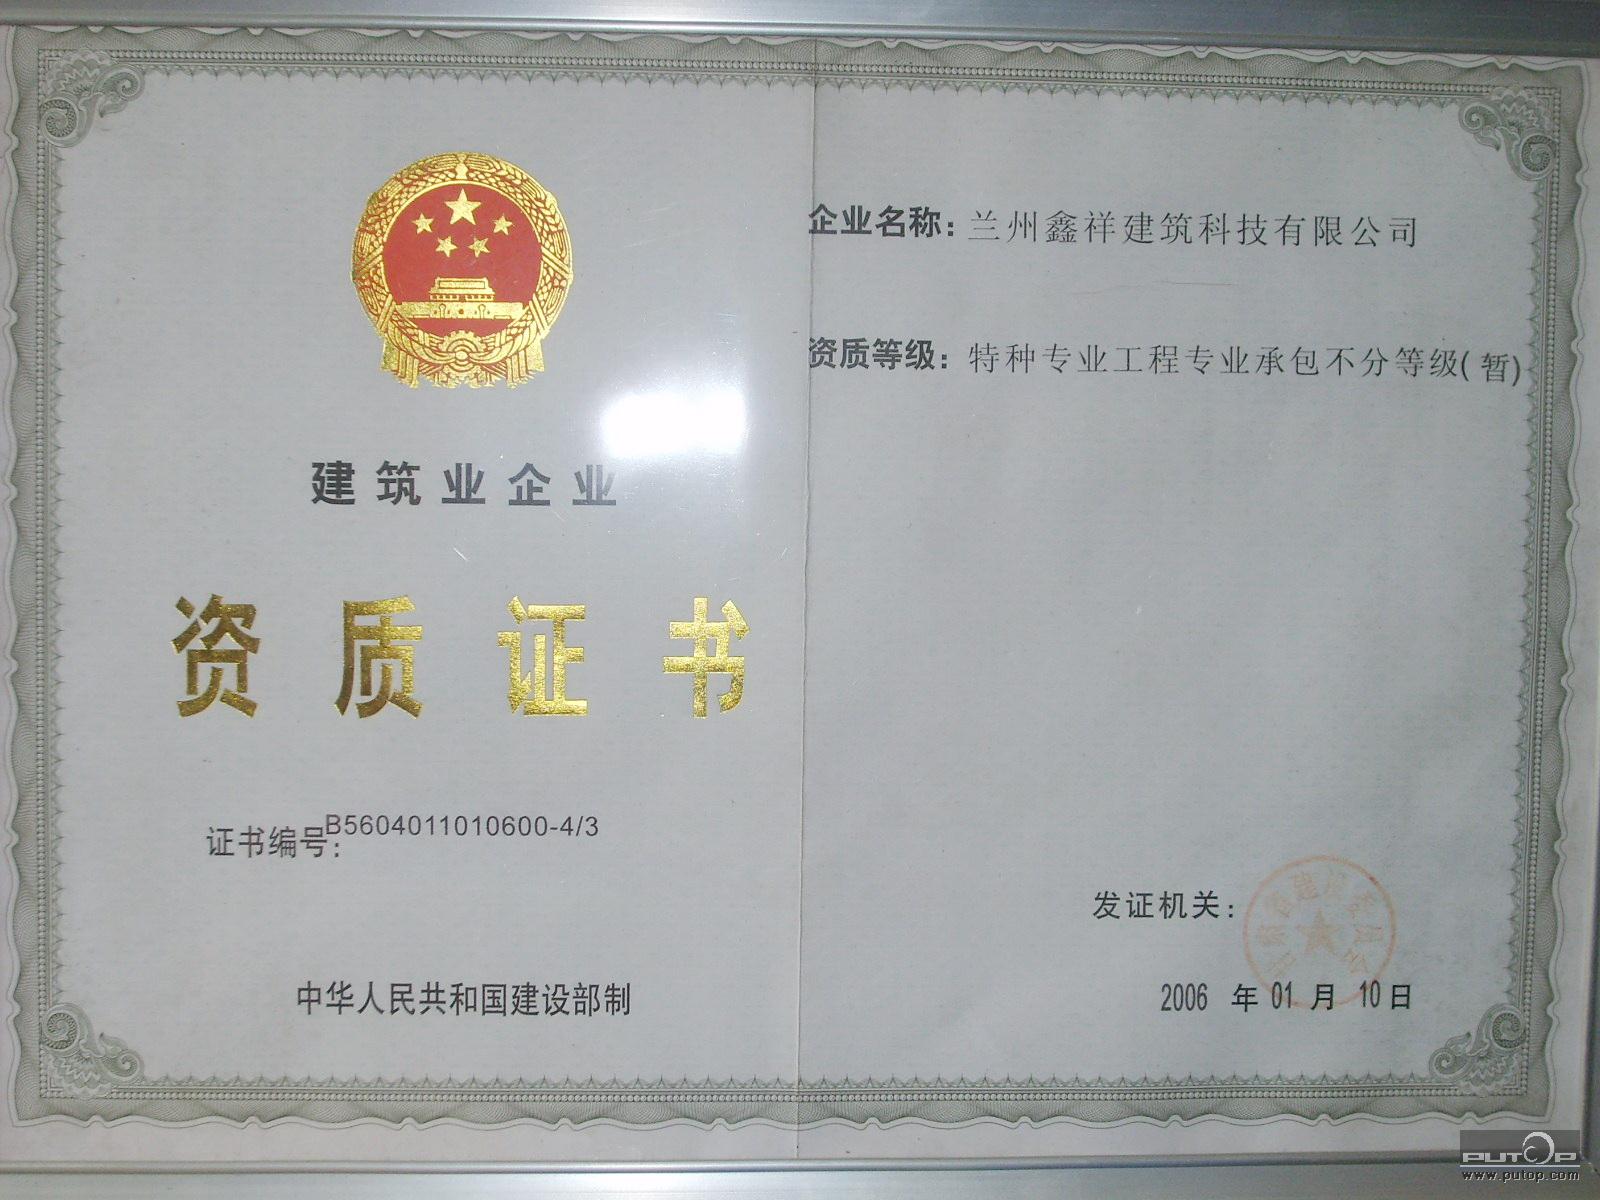 建筑业企业
资质证书
证书编号:B5604011010600-4/3
中华人民共和国建设部制
企业名称:兰州鑫祥建筑科技有限公司
资质等级:特种专业工程专业承包不分等级(暂)
发证机关:
2006 年 01 月 10 日
PUTOP
www.putop.com